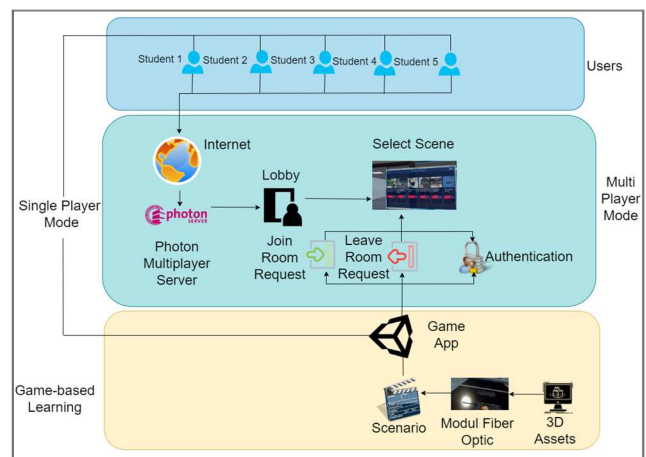 Student 1
Student 2
Student 3
Student 4
Student 5
Users
Internet
Select Scene
Lobby
photon
SERVER
Single Player
Mode
Multi
Player
Mode
Photon
Multiplayer
Server
Join
Room
Request
Leave
Room
Request
Authentication
Game
App
Game-based
Learning
Scenario
Modul Fiber
Optic
3D
Assets